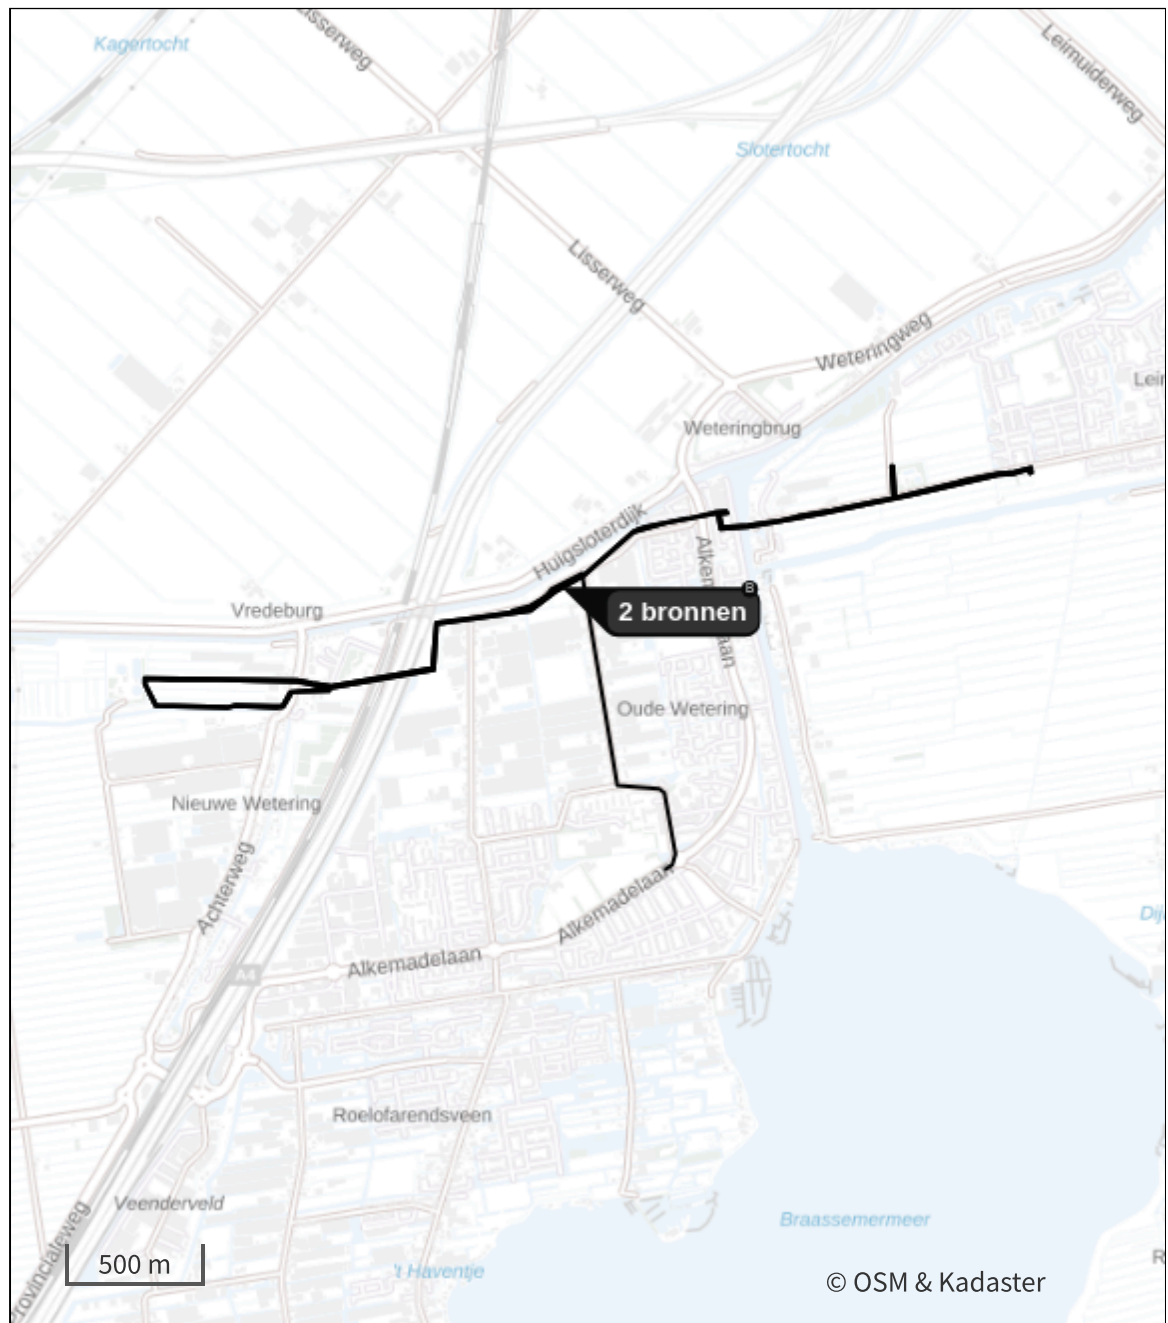 Kagertocht
Lisserweg
Leimuiderweg
Slotertocht
Lisserweg
Weteringweg
Weteringbrug
Huigsloterdijk
Vredeburg
B
2 bronnen
Oude Wetering
Nieuwe Wetering
Achterweg
Alkemadelaan
Alkemadelaan
A4
Roelofarendsveen
Veenderveld
Provincialeweg
Braassemermeer
't Haventje
500 m
© OSM & Kadaster